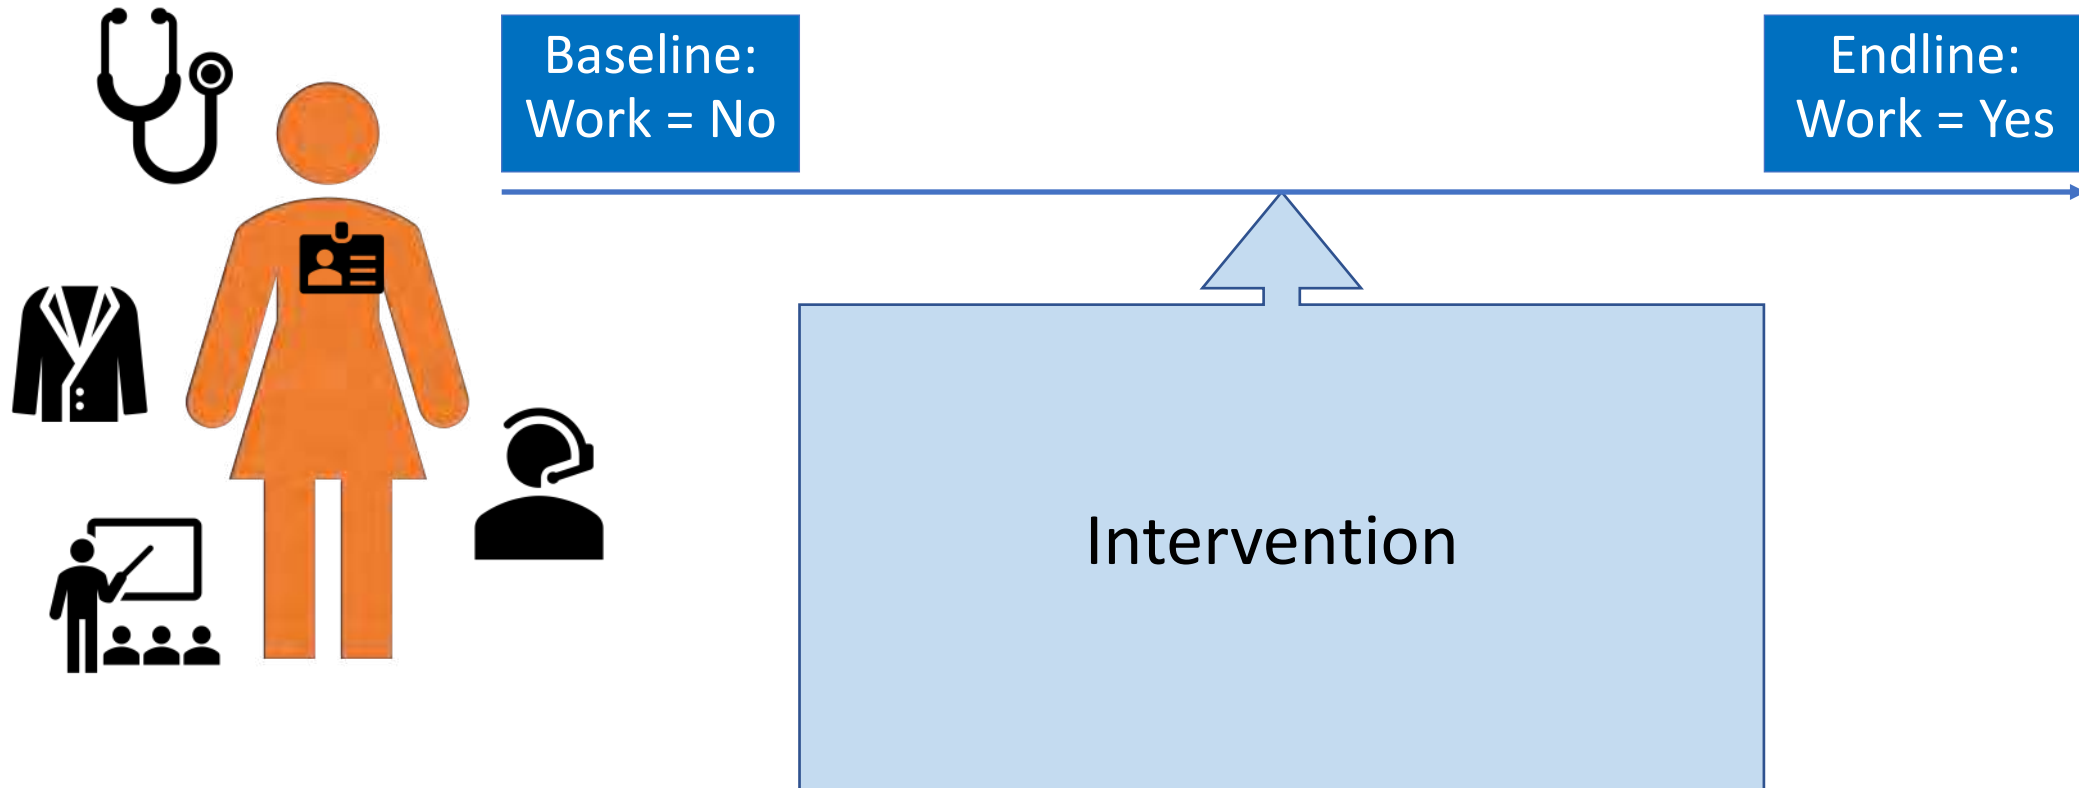 Baseline:
Work = No
Endline:
Work = Yes
Intervention